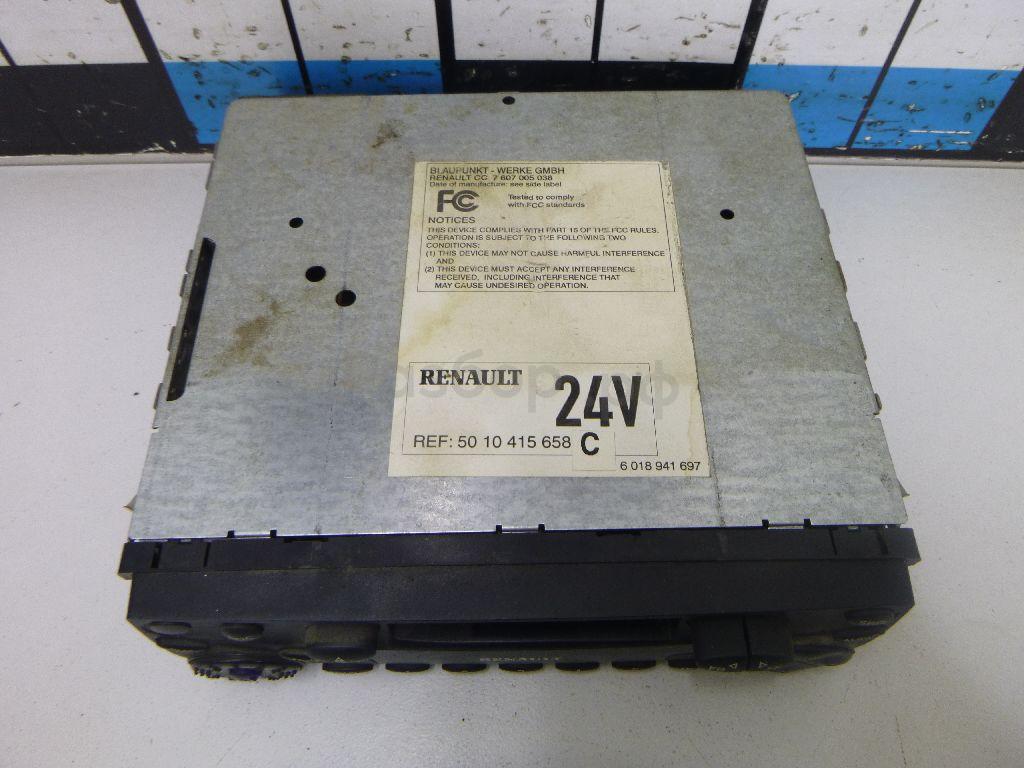 BLAUPUNKT - WERKE GMBH
RENAULT CC 7 607 005 038
Date of manufacture: see side label
FCC Tested to comply
with FCC standards
NOTICES
THIS DEVICE COMPLIES WITH PART 15 OF THE FCC RULES.
OPERATION IS SUBJECT TO THE FOLLOWING TWO
CONDITIONS:
(1) THIS DEVICE MAY NOT CAUSE HARMFUL INTERFERENCE
AND
(2) THIS DEVICE MUST ACCEPT ANY INTERFERENCE
RECEIVED, INCLUDING INTERFERENCE THAT
MAY CAUSE UNDESIRED OPERATION.
RENAULT 24V
REF: 50 10 415 658 C
6 018 941 697
RENAULT